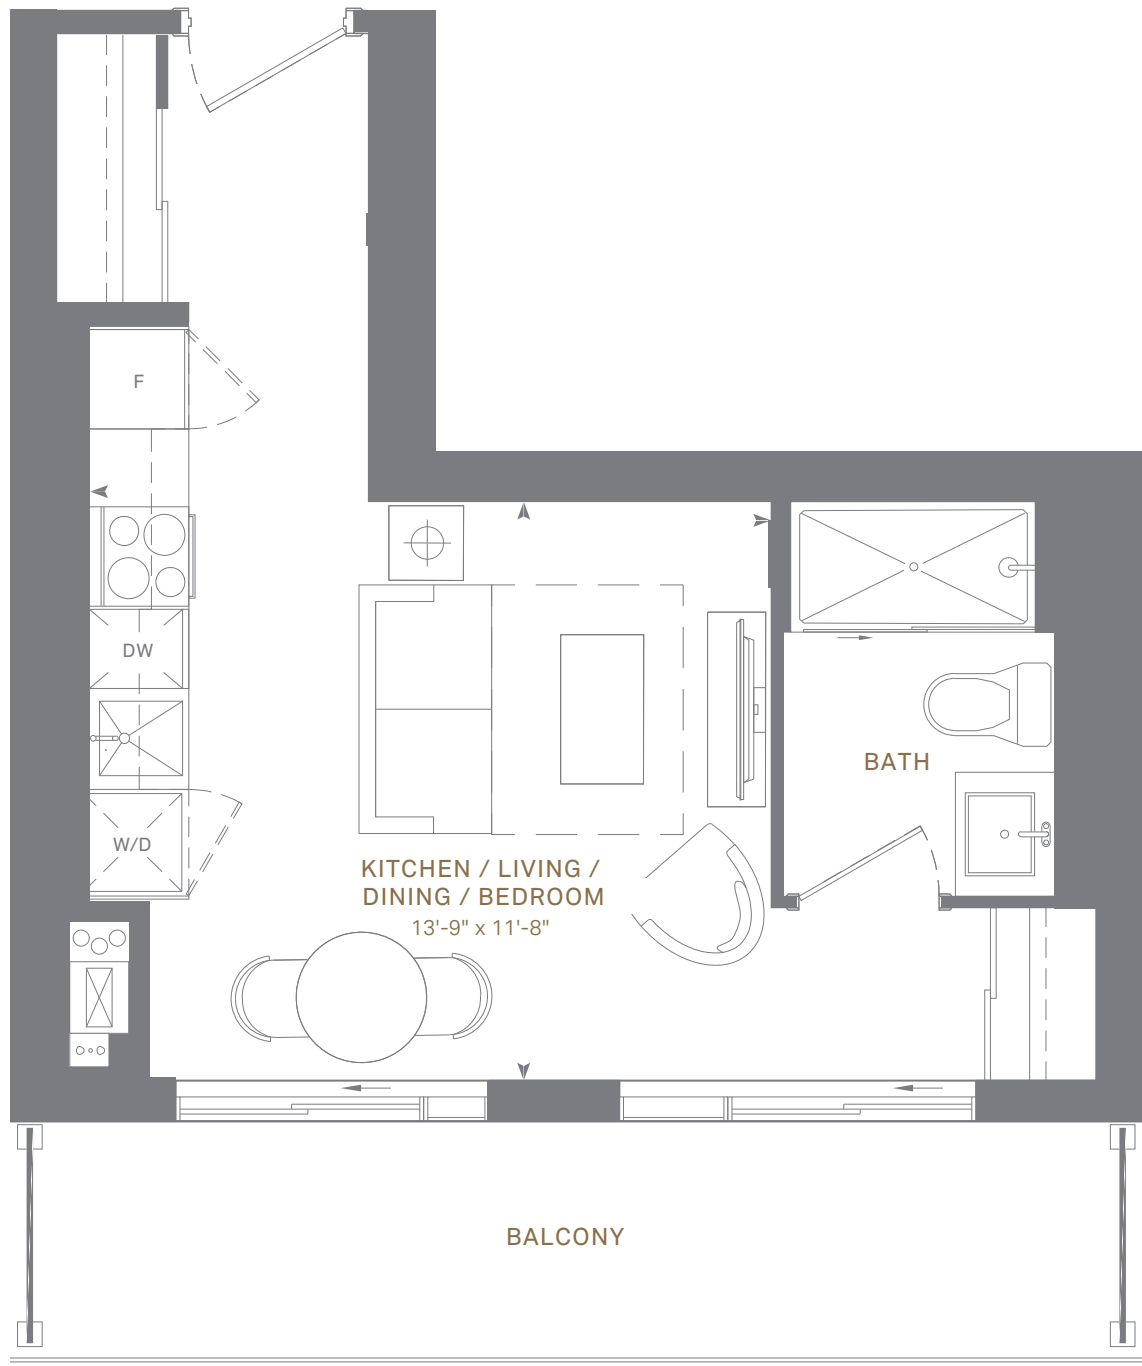 F
DW
W/D
BATH
KITCHEN / LIVING /
DINING / BEDROOM
13'-9" x 11'-8"
BALCONY